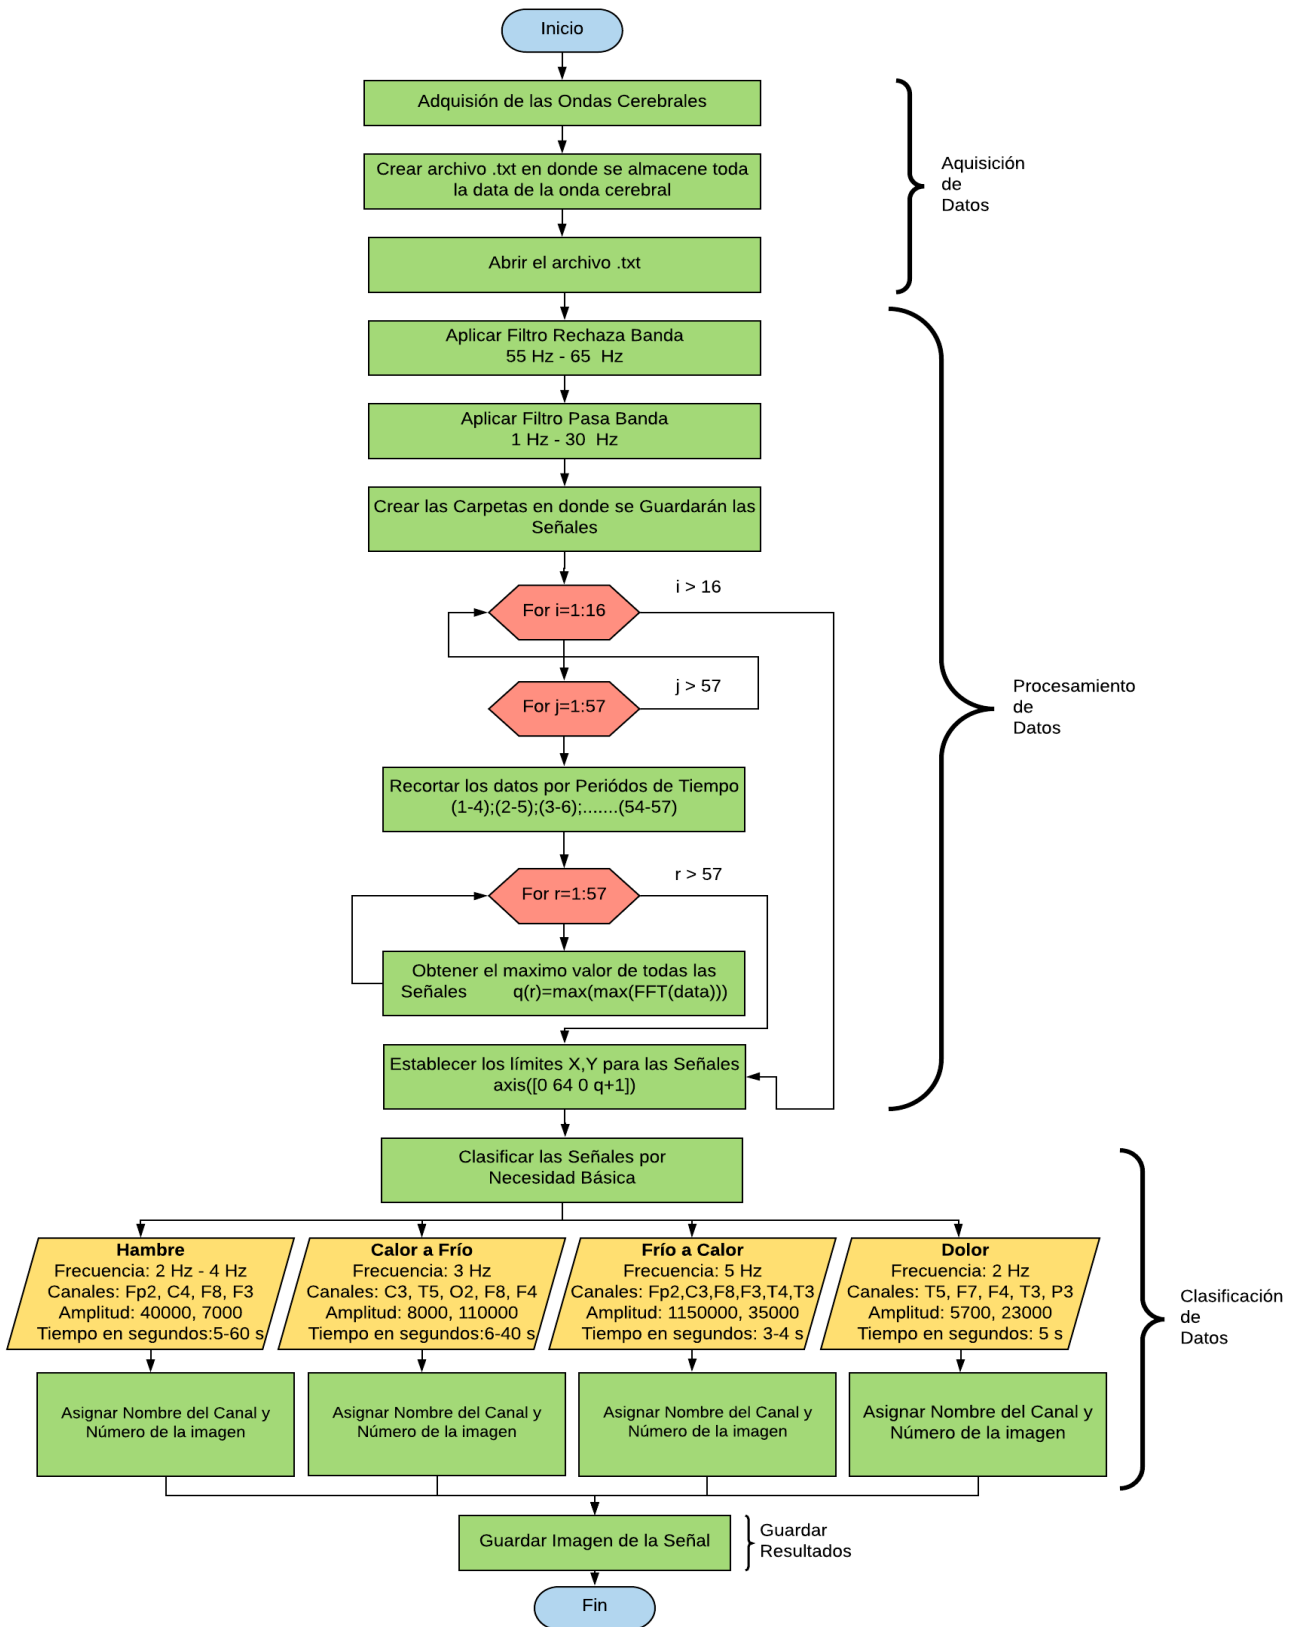 Inicio
Adquisión de las Ondas Cerebrales
Crear archivo .txt en donde se almacene toda
la data de la onda cerebral
Abrir el archivo .txt
Aquisición
de
Datos
Aplicar Filtro Rechaza Banda
55 Hz - 65 Hz
Aplicar Filtro Pasa Banda
1 Hz - 30 Hz
Crear las Carpetas en donde se Guardarán las
Señales
i > 16
For i=1:16
j > 57
For j=1:57
Recortar los datos por Periódos de Tiempo
(1-4);(2-5);(3-6);.......(54-57)
r > 57
For r=1:57
Obtener el maximo valor de todas las
Señales q(r)=max(max(FFT(data)))
Establecer los límites X,Y para las Señales
axis([0 64 0 q+1])
Procesamiento
de
Datos
Clasificar las Señales por
Necesidad Básica
Hambre
Frecuencia: 2 Hz - 4 Hz
Canales: Fp2, C4, F8, F3
Amplitud: 40000, 7000
Tiempo en segundos:5-60 s
Calor a Frío
Frecuencia: 3 Hz
Canales: C3, T5, O2, F8, F4
Amplitud: 8000, 110000
Tiempo en segundos:6-40 s
Frío a Calor
Frecuencia: 5 Hz
Canales: Fp2,C3,F8,F3,T4,T3
Amplitud: 1150000, 35000
Tiempo en segundos: 3-4 s
Dolor
Frecuencia: 2 Hz
Canales: T5, F7, F4, T3, P3
Amplitud: 5700, 23000
Tiempo en segundos: 5 s
Asignar Nombre del Canal y
Número de la imagen
Asignar Nombre del Canal y
Número de la imagen
Asignar Nombre del Canal y
Número de la imagen
Asignar Nombre del Canal y
Número de la imagen
Clasificación
de
Datos
Guardar Imagen de la Señal
Guardar
Resultados
Fin